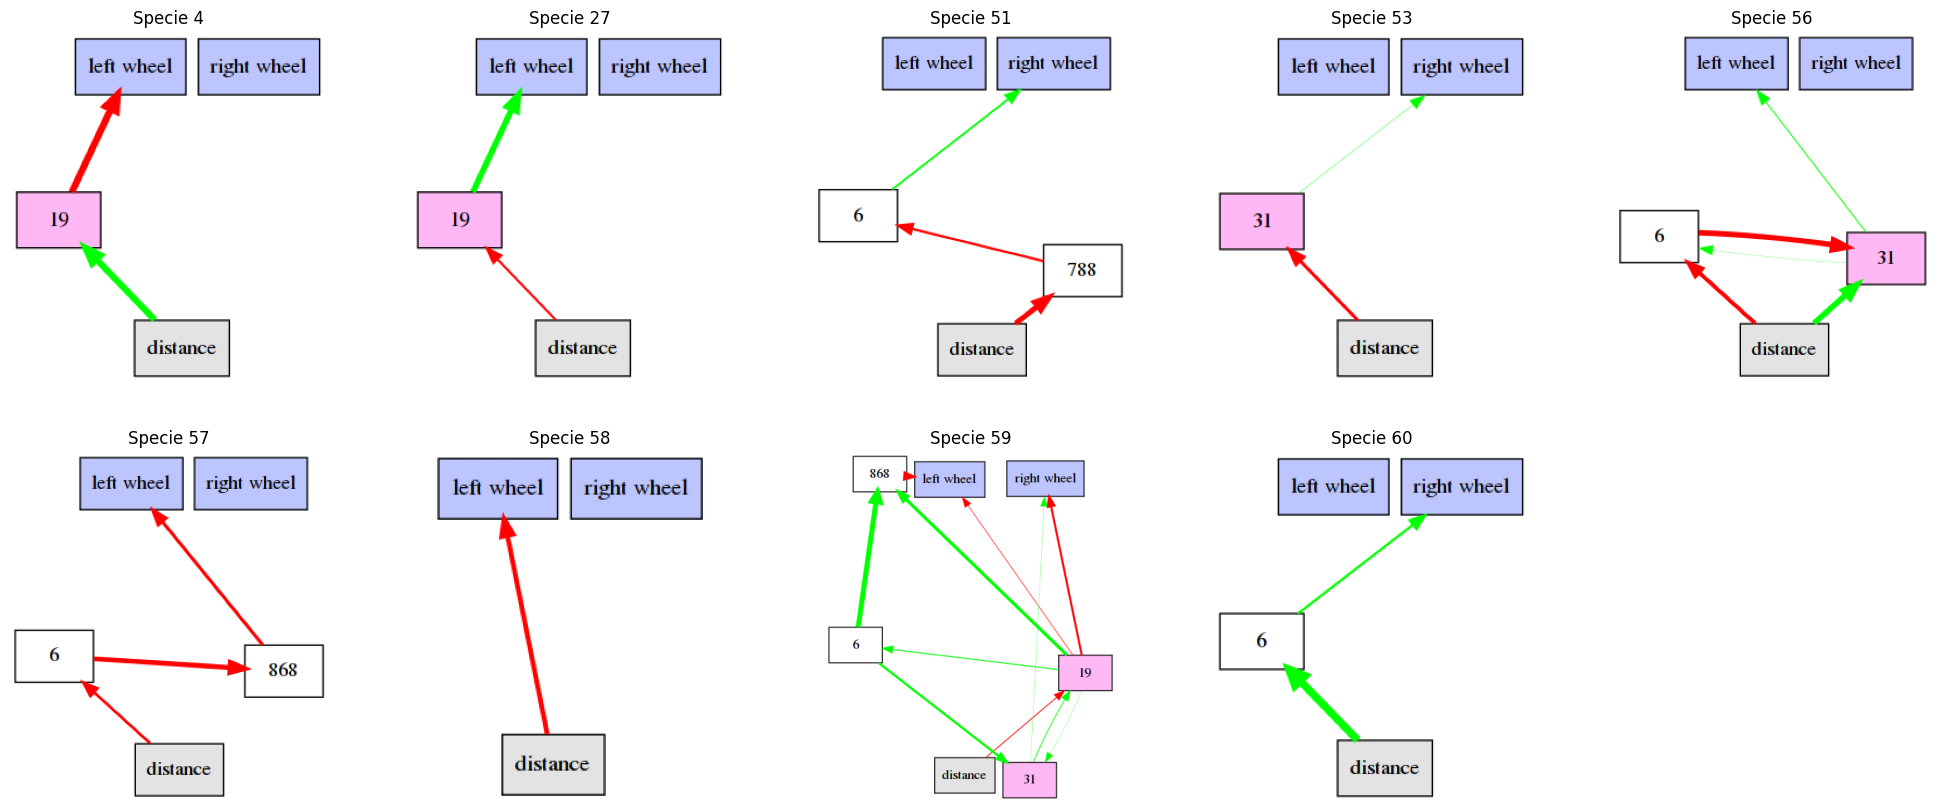 Specie 4
left wheel
right wheel
19
distance
Specie 27
left wheel
right wheel
19
distance
Specie 51
left wheel
right wheel
6
788
distance
Specie 53
left wheel
right wheel
31
distance
Specie 56
left wheel
right wheel
6
31
distance
Specie 57
left wheel
right wheel
6
868
distance
Specie 58
left wheel
right wheel
distance
Specie 59
868
left wheel
right wheel
6
19
distance
31
Specie 60
left wheel
right wheel
6
distance